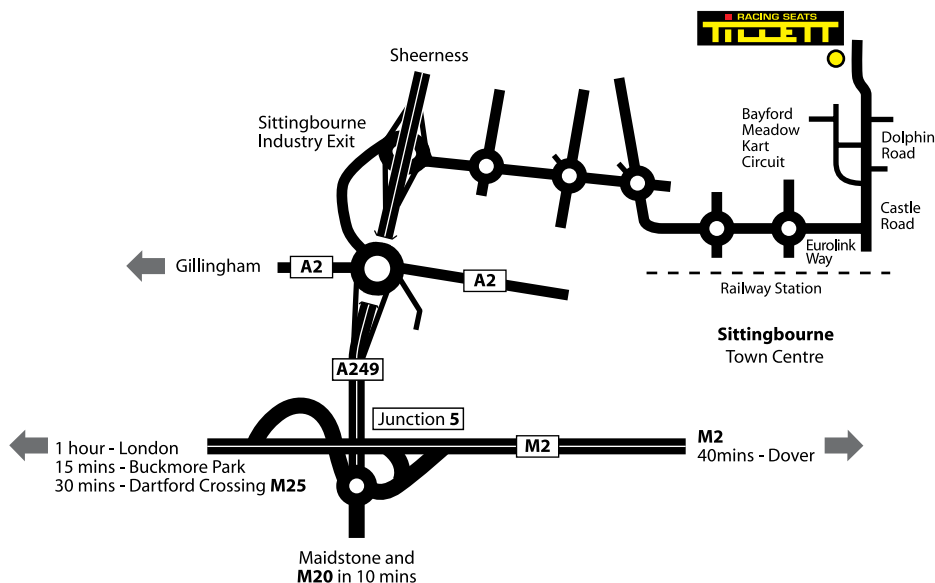 RACING SEATS
TILLETT
Sheerness
Sittingbourne
Industry Exit
Bayford
Meadow
Kart
Circuit
Dolphin
Road
Castle
Road
Eurolink
Way
Gillingham
A2
A2
Railway Station
Sittingbourne
Town Centre
A249
Junction 5
M2
M2
40mins - Dover
1 hour - London
15 mins - Buckmore Park
30 mins - Dartford Crossing M25
Maidstone and
M20 in 10 mins